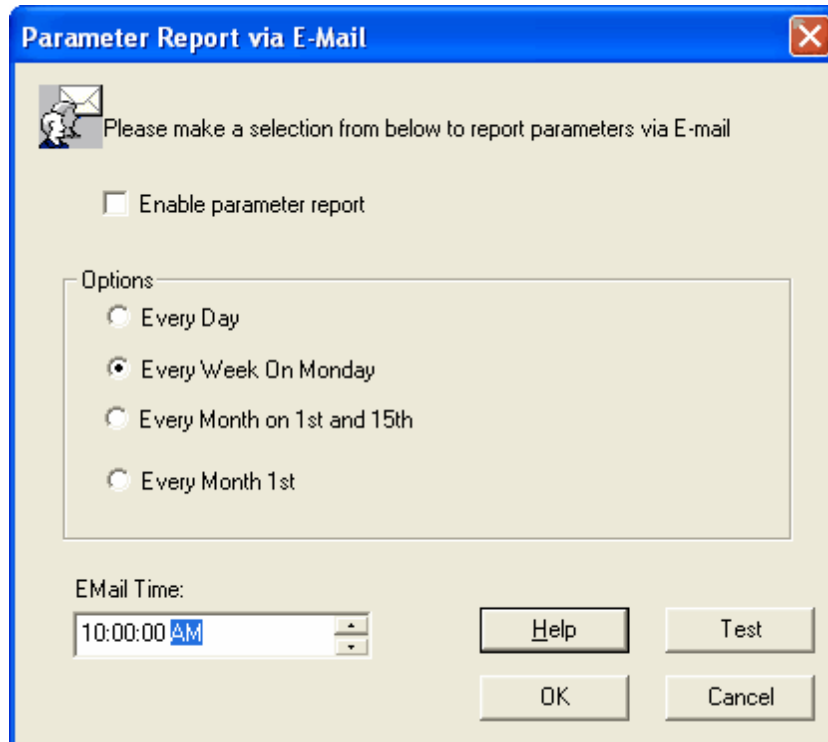 Parameter Report via E-Mail
Please make a selection from below to report parameters via E-mail
Enable parameter report
Options
Every Day
Every Week On Monday
Every Month on 1st and 15th
Every Month 1st
EMail Time:
10:00:00 AM
Help
Test
OK
Cancel